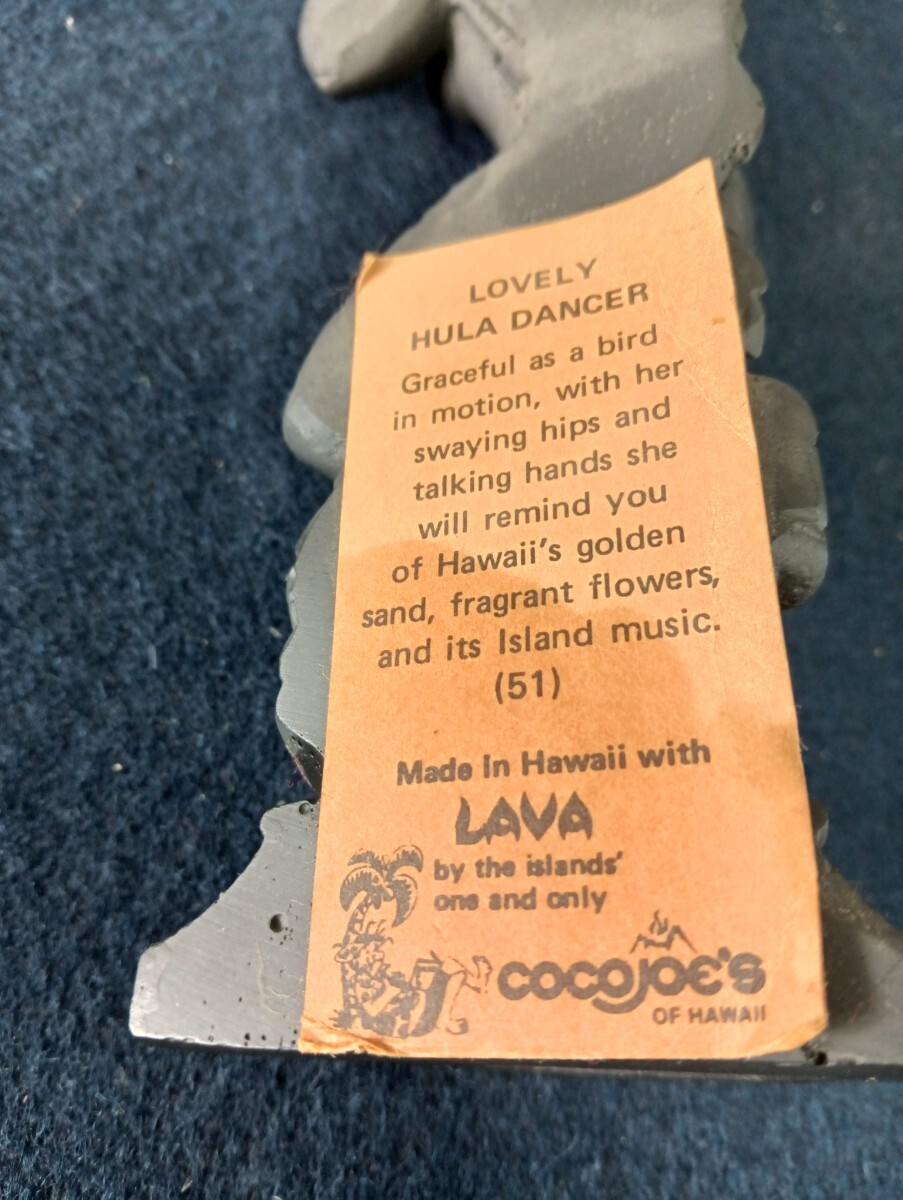 LOVELY
HULA DANCER
Graceful as a bird
in motion, with her
swaying hips and
talking hands she
will remind you
of Hawaii's golden
sand, fragrant flowers,
and its Island music.
(51)
Made in Hawaii with
LAVA
by the islands'
one and only
COCOJOE'S
OF HAWAII